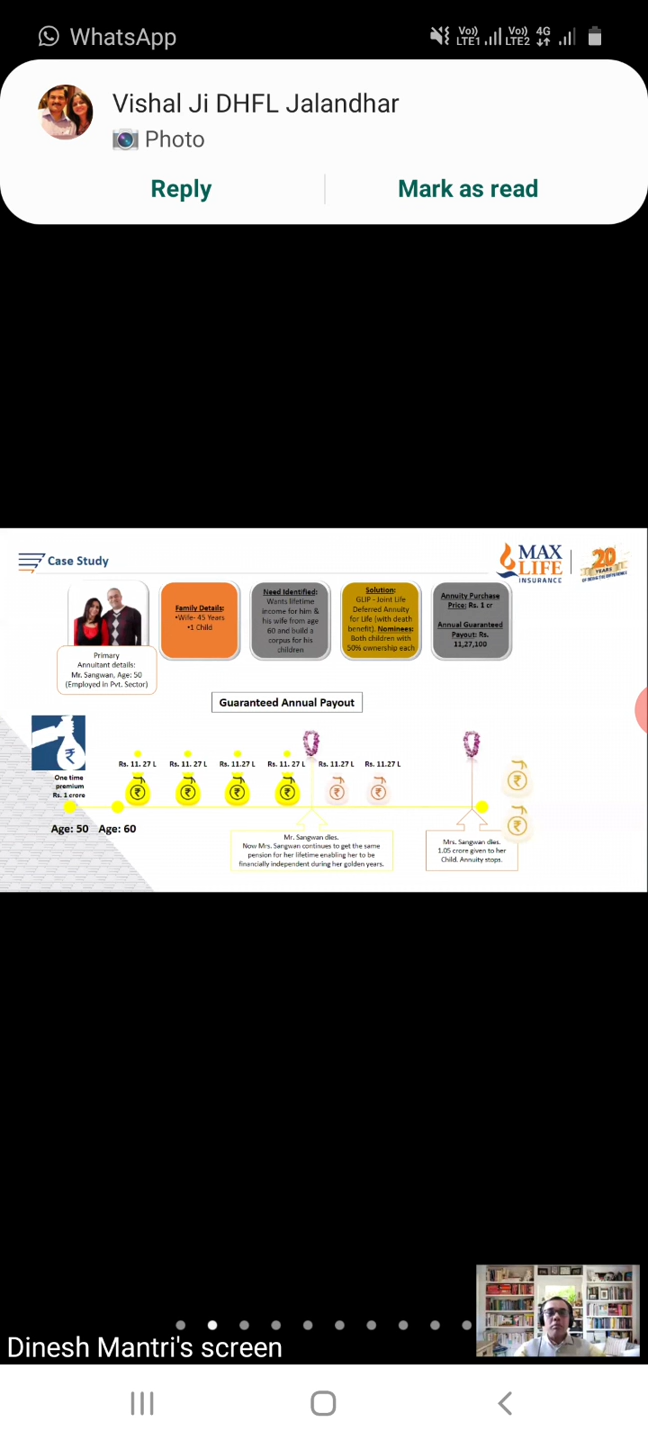 WhatsApp
Vo)) LTE1 Vo)) LTE2 4G
Vishal Ji DHFL Jalandhar
Photo
Reply
Mark as read
Case Study
MAX
LIFE
INSURANCE
20
YEARS
Primary
Annuitant details:
Mr. Sangwan, Age: 50
(Employed in Pvt. Sector)
Family Details:
•Wife- 45 Years
•1 Child
Need Identified:
Wants lifetime
income for him &
his wife from age
60 and build a
corpus for his
children
Solution:
GLIP - Joint Life
Deferred Annuity
for Life (with death
benefit). Nominees:
Both children with
50% ownership each
Annuity Purchase
Price: Rs. 1 cr
Annual Guaranteed
Payout: Rs.
11,27,100
Guaranteed Annual Payout
One time
premium
Rs. 1 crore
Rs. 11. 27 L
Rs. 11. 27 L
Rs. 11.27 L
Rs. 11. 27 L
Rs. 11.27 L
Rs. 11.27 L
Age: 50
Age: 60
Mr. Sangwan dies.
Now Mrs. Sangwan continues to get the same
pension for her lifetime enabling her to be
financially independent during her golden years.
Mrs. Sangwan dies.
1.05 crore given to her
Child. Annuity stops.
Dinesh Mantri's screen